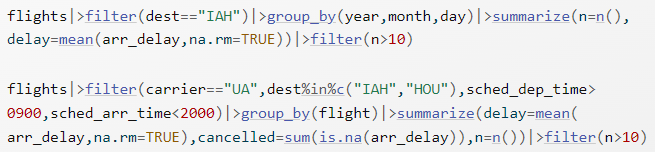 flights|>filter(dest=="IAH")|>group_by(year,month,day)|>summarize(n=n(),
delay=mean(arr_delay,na.rm=TRUE))|>filter(n>10)
flights|>filter(carrier=="UA",dest%in%c("IAH","HOU"),sched_dep_time>
0900,sched_arr_time<2000)|>group_by(flight)|>summarize(delay=mean(
arr_delay,na.rm=TRUE),cancelled=sum(is.na(arr_delay)),n=n())|>filter(n>10)